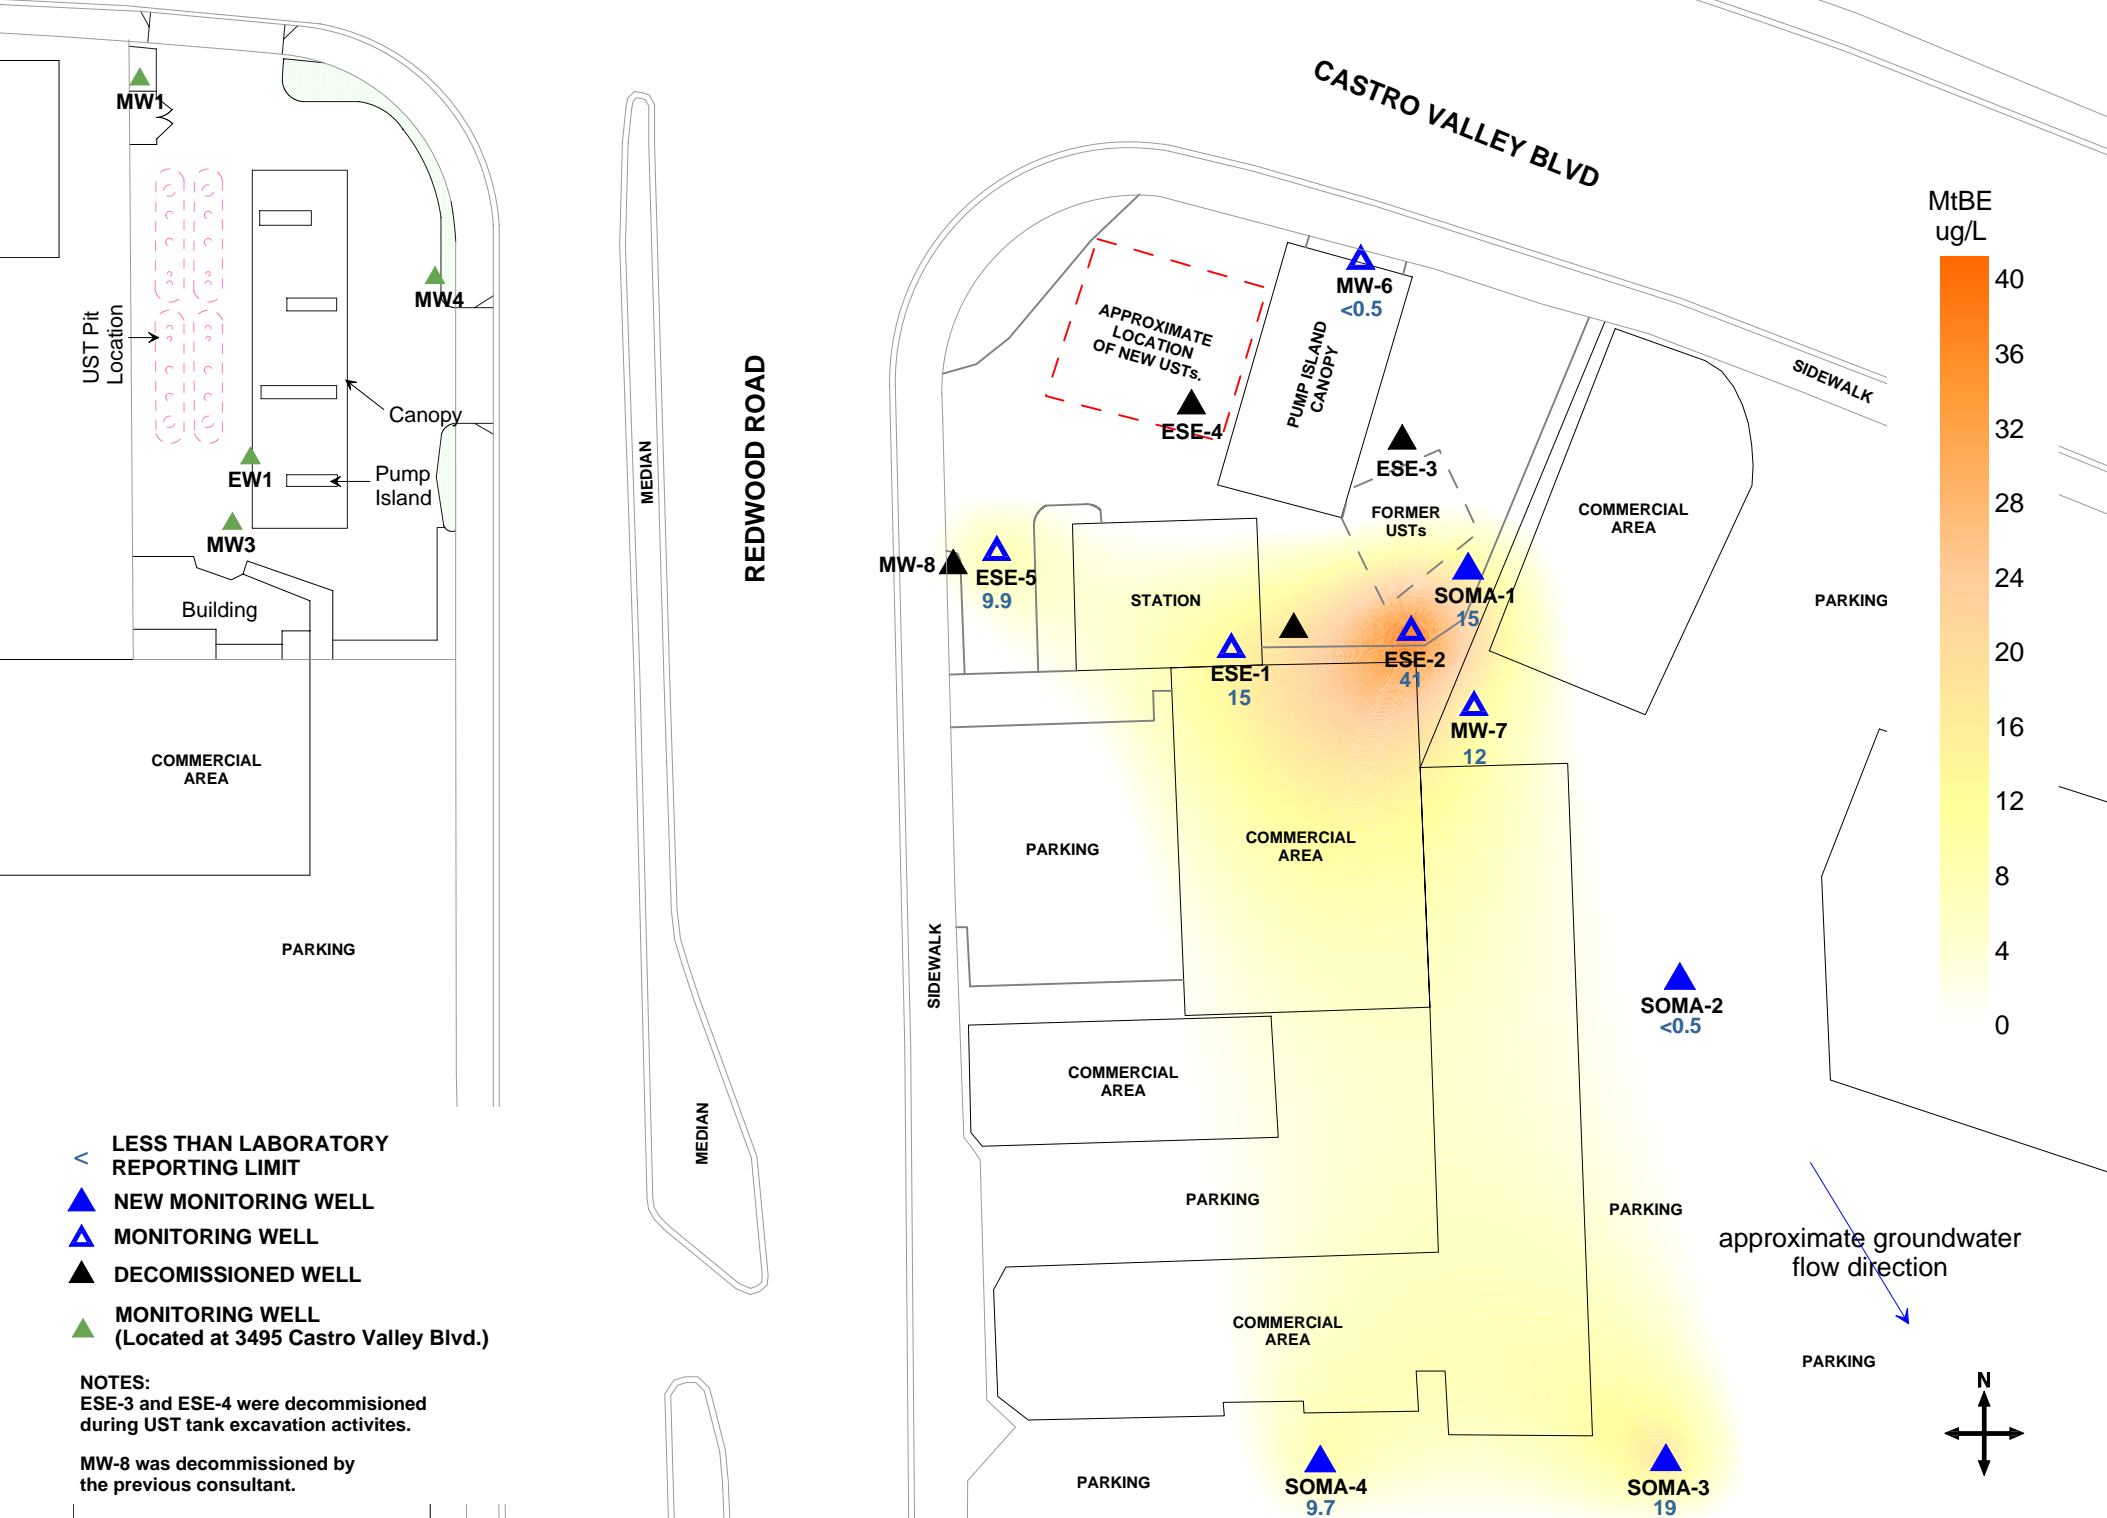 CASTRO VALLEY BLVD
MW1
MW4
UST Pit
Location
Canopy
EW1
Pump
Island
MW3
Building
COMMERCIAL
AREA
PARKING
MEDIAN
REDWOOD ROAD
MEDIAN
SIDEWALK
SIDEWALK
APPROXIMATE
LOCATION
OF NEW USTs.
ESE-4
PUMP ISLAND
CANOPY
MW-6
<0.5
ESE-3
FORMER
USTs
COMMERCIAL
AREA
PARKING
MW-8
ESE-5
9.9
STATION
SOMA-1
15
ESE-1
15
ESE-2
41
MW-7
12
PARKING
COMMERCIAL
AREA
SOMA-2
<0.5
COMMERCIAL
AREA
PARKING
PARKING
COMMERCIAL
AREA
PARKING
PARKING
SOMA-4
9.7
SOMA-3
19
approximate groundwater
flow direction
N
MtBE
ug/L
40
36
32
28
24
20
16
12
8
4
0
< LESS THAN LABORATORY
REPORTING LIMIT
NEW MONITORING WELL
MONITORING WELL
DECOMISSIONED WELL
MONITORING WELL
(Located at 3495 Castro Valley Blvd.)
NOTES:
ESE-3 and ESE-4 were decommisioned
during UST tank excavation activites.
MW-8 was decommissioned by
the previous consultant.